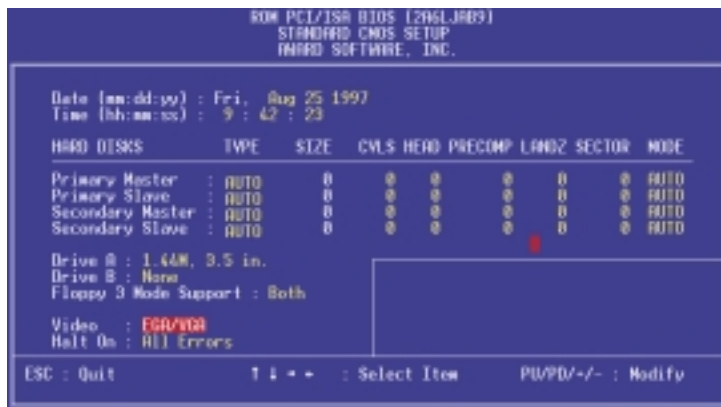 ROM PCI/ISA BIOS [2A6LJAB9]
STANDARD CMOS SETUP
AWARD SOFTWARE, INC.
Date (mm:dd:yy) : Fri, Aug 25 1997
Time (hh:mm:ss) : 9 : 42 : 23
HARD DISKS TYPE SIZE CYLS HEAD PRECOMP LANDZ SECTOR MODE
Primary Master : AUTO 0 0 0 0 0 0 AUTO
Primary Slave : AUTO 0 0 0 0 0 0 AUTO
Secondary Master : AUTO 0 0 0 0 0 0 AUTO
Secondary Slave : AUTO 0 0 0 0 0 0 AUTO
Drive A : 1.44M, 3.5 in.
Drive B : None
Floppy 3 Mode Support : Both
Video : EGA/VGA
Halt On : All Errors
ESC : Quit ↑ ↓ → ← : Select Item PU/PD/+/- : Modify